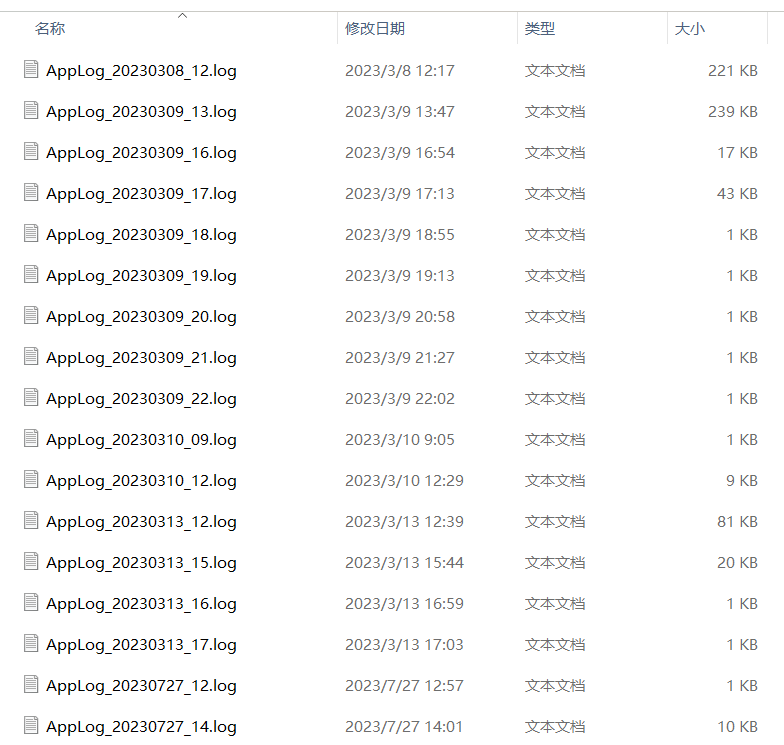 名称 修改日期 类型 大小
AppLog_20230308_12.log 2023/3/8 12:17 文本文档 221 KB
AppLog_20230309_13.log 2023/3/9 13:47 文本文档 239 KB
AppLog_20230309_16.log 2023/3/9 16:54 文本文档 17 KB
AppLog_20230309_17.log 2023/3/9 17:13 文本文档 43 KB
AppLog_20230309_18.log 2023/3/9 18:55 文本文档 1 KB
AppLog_20230309_19.log 2023/3/9 19:13 文本文档 1 KB
AppLog_20230309_20.log 2023/3/9 20:58 文本文档 1 KB
AppLog_20230309_21.log 2023/3/9 21:27 文本文档 1 KB
AppLog_20230309_22.log 2023/3/9 22:02 文本文档 1 KB
AppLog_20230310_09.log 2023/3/10 9:05 文本文档 1 KB
AppLog_20230310_12.log 2023/3/10 12:29 文本文档 9 KB
AppLog_20230313_12.log 2023/3/13 12:39 文本文档 81 KB
AppLog_20230313_15.log 2023/3/13 15:44 文本文档 20 KB
AppLog_20230313_16.log 2023/3/13 16:59 文本文档 1 KB
AppLog_20230313_17.log 2023/3/13 17:03 文本文档 1 KB
AppLog_20230727_12.log 2023/7/27 12:57 文本文档 1 KB
AppLog_20230727_14.log 2023/7/27 14:01 文本文档 10 KB